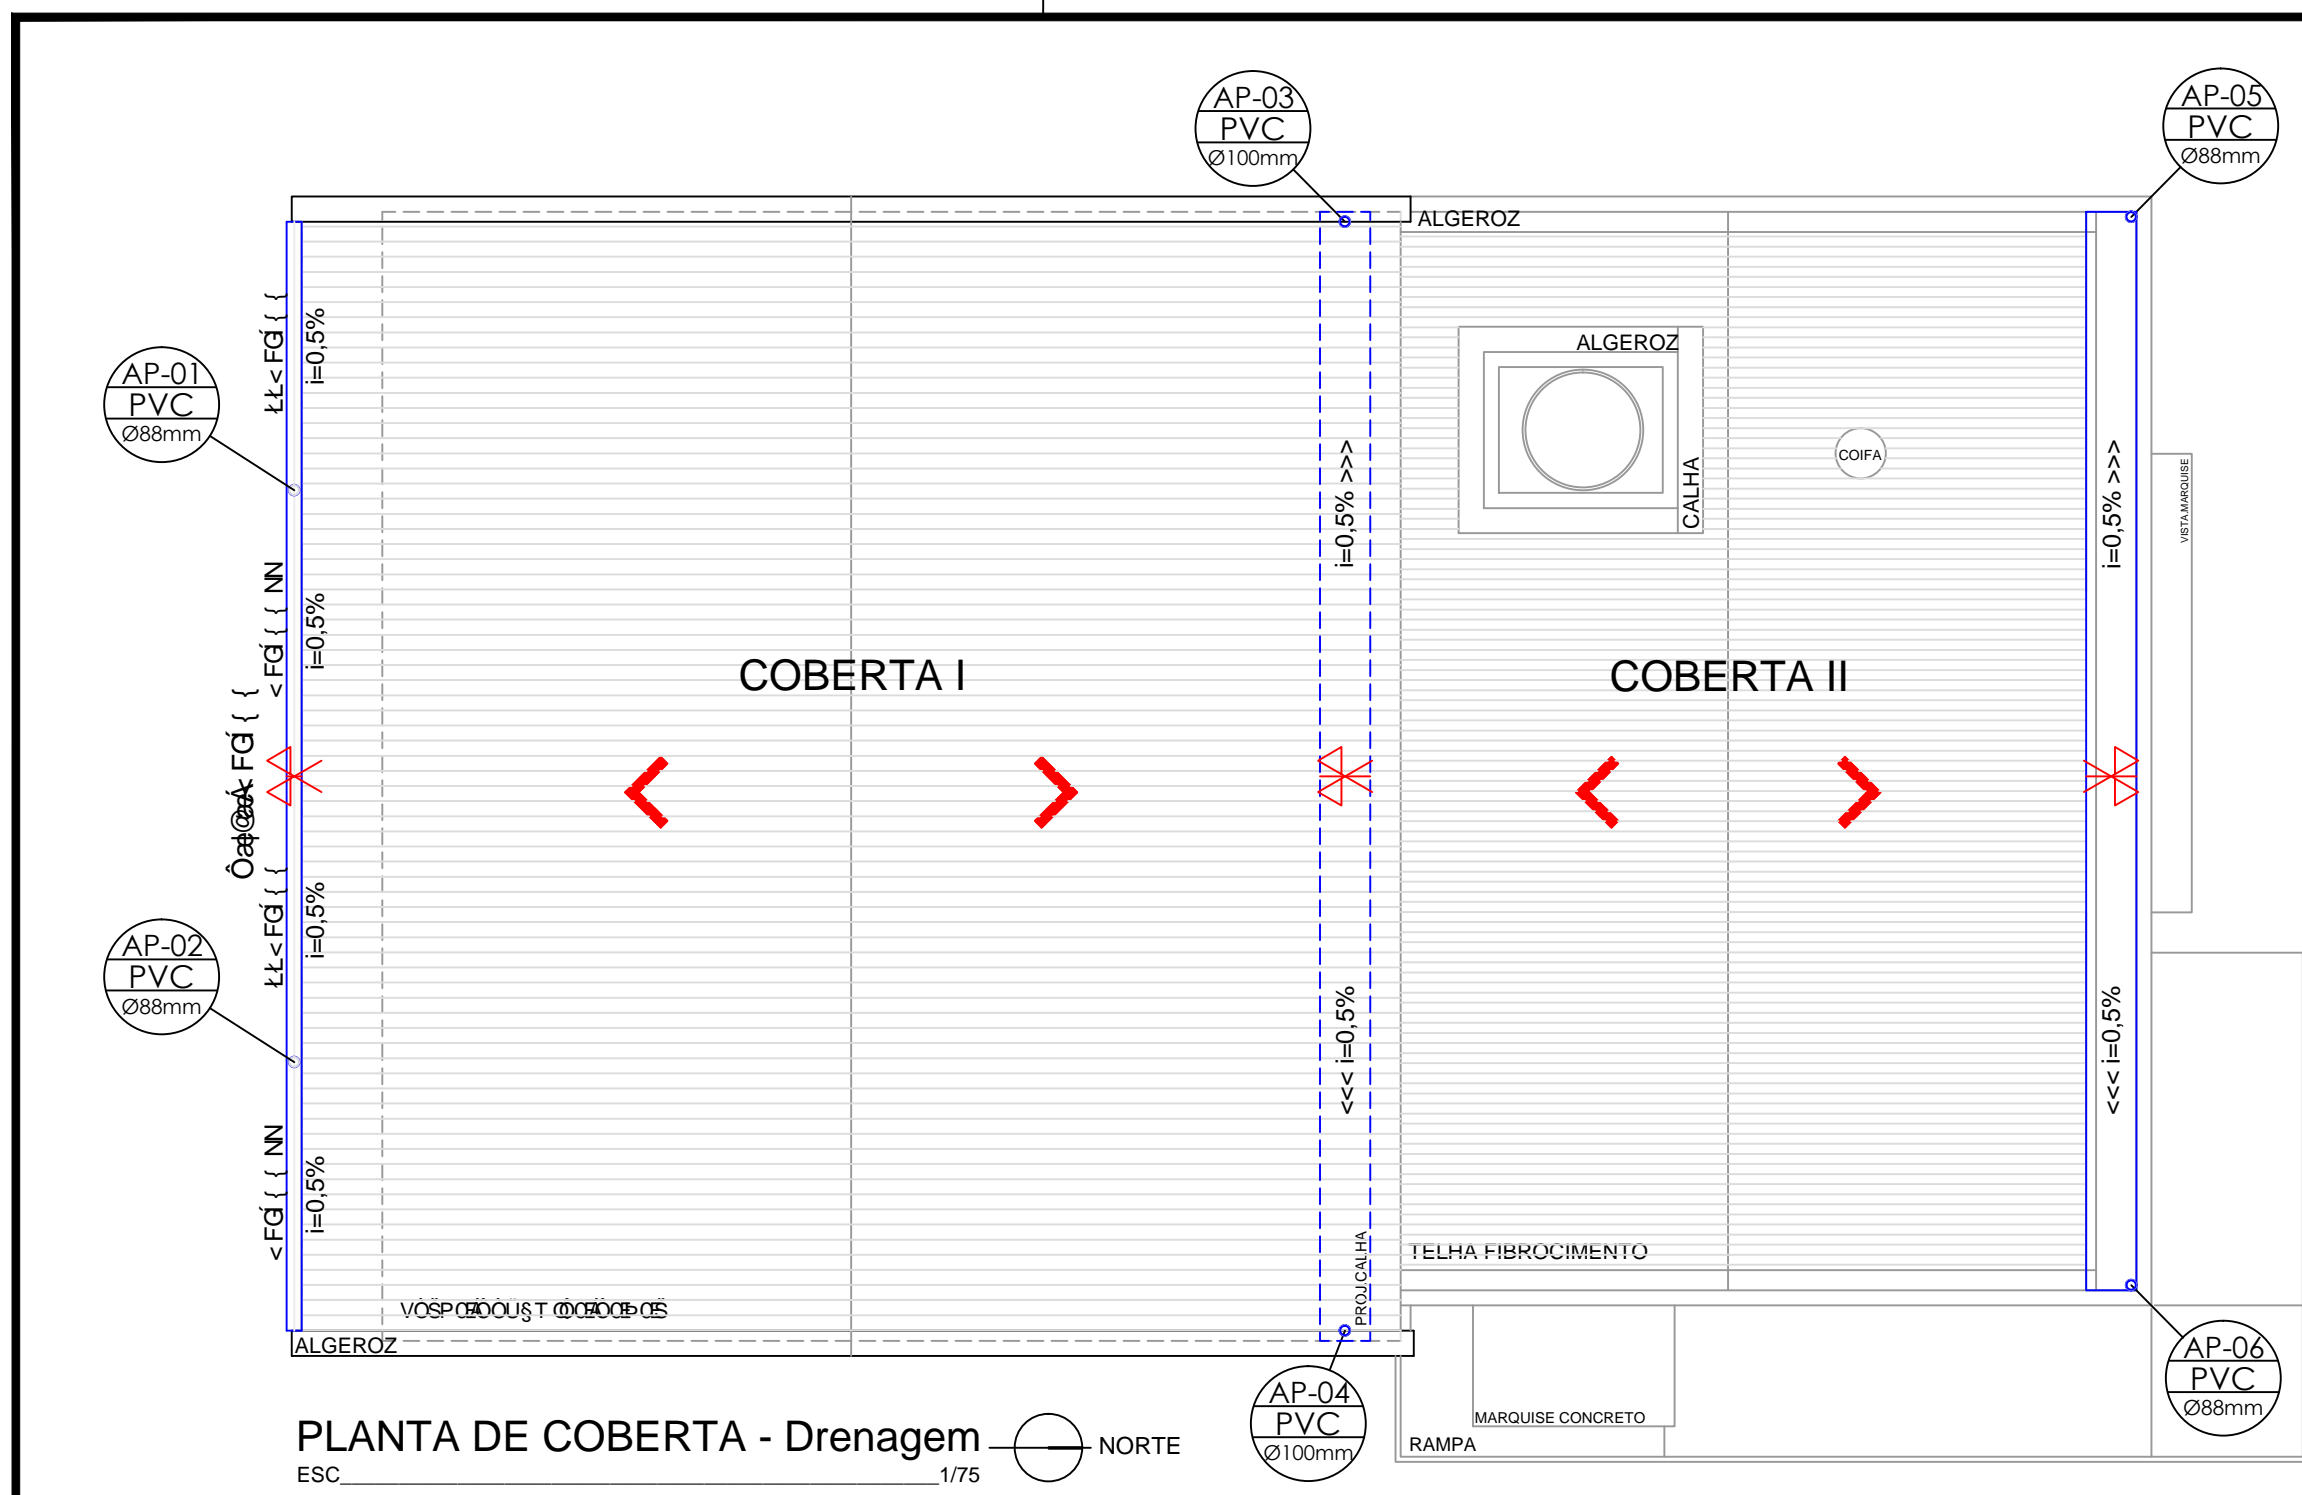 AP-03
PVC
Ø100mm
AP-05
PVC
Ø88mm
ALGEROZ
i=0,5%
ALGEROZ
AP-01
PVC
Ø88mm
CALHA
COIFA
VISTA.MARQUISE
i=0,5% >>>
i=0,5% >>>
i=0,5%
COBERTA I
COBERTA II
i=0,5%
AP-02
PVC
Ø88mm
<<< i=0,5%
<<< i=0,5%
i=0,5%
PROJ.CALHA
TELHA FIBROCIMENTO
ALGEROZ
AP-04
PVC
Ø100mm
AP-06
PVC
Ø88mm
MARQUISE CONCRETO
RAMPA
PLANTA DE COBERTA - Drenagem
NORTE
ESC 1/75